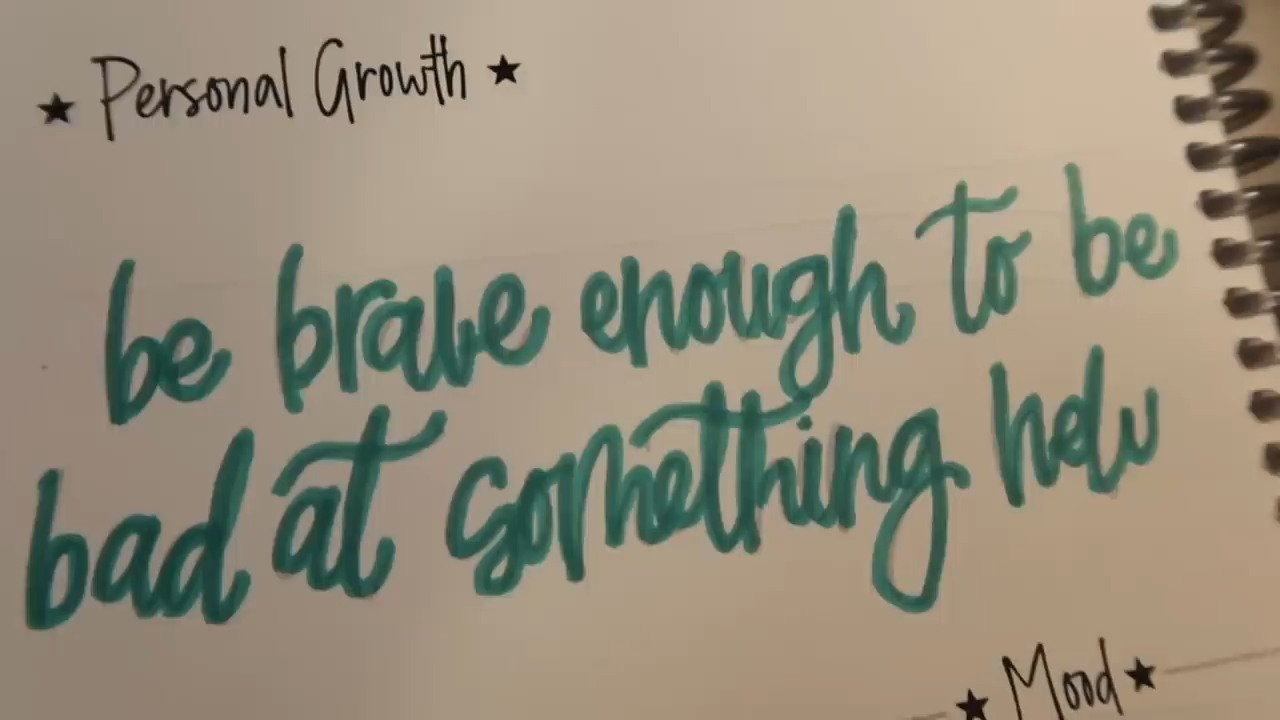 ★ Personal Growth ★
be brave enough to be
bad at something new
★ Mood ★